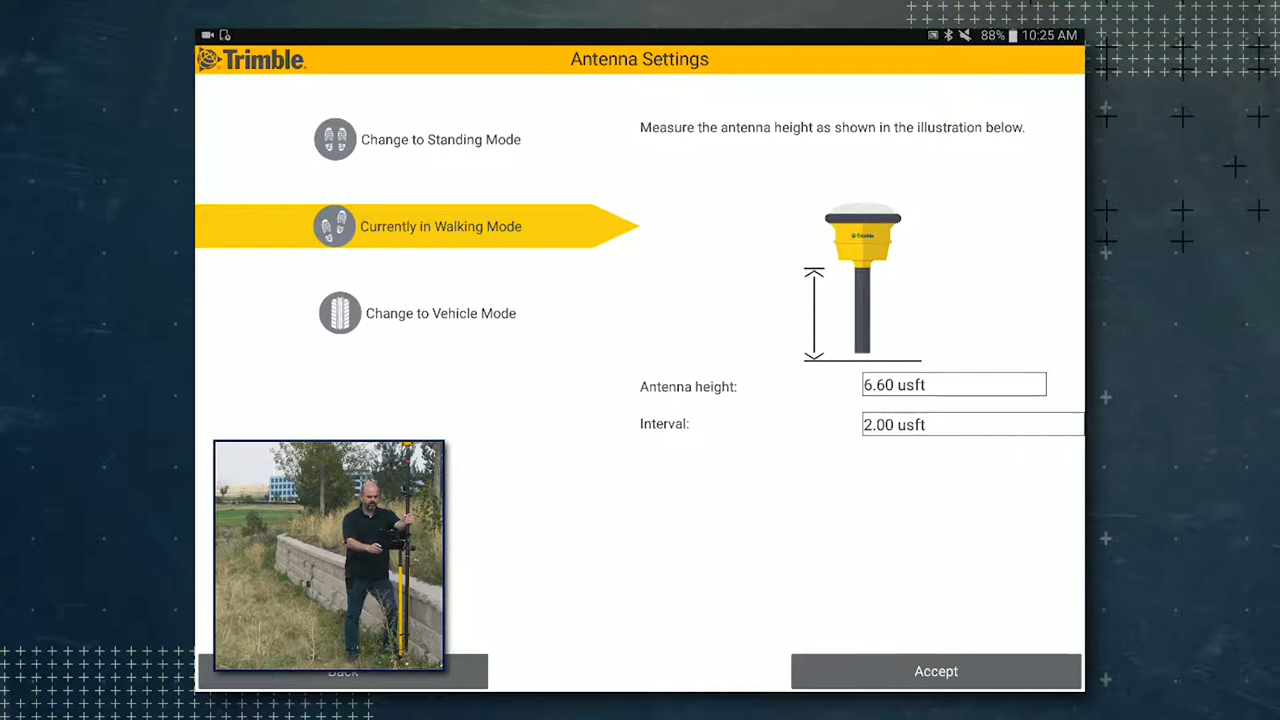 88% 10:25 AM
Trimble
Antenna Settings
Change to Standing Mode
Measure the antenna height as shown in the illustration below.
Currently in Walking Mode
Trimble
Change to Vehicle Mode
Antenna height: 6.60 usft
Interval: 2.00 usft
Back
Accept